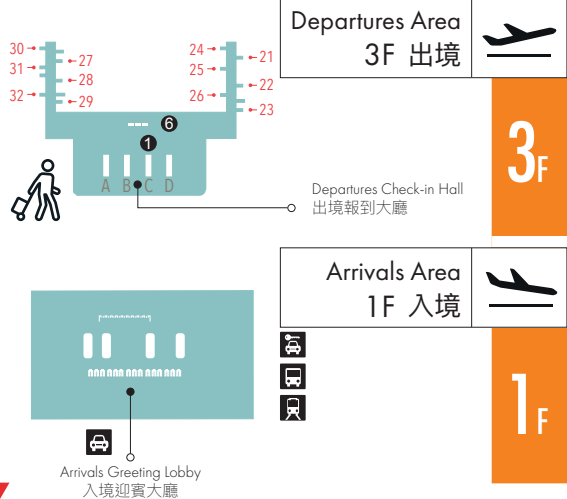 Departures Area
3F 出境
30
31
32
27
28
29
24
25
26
21
22
23
6
1
A B C D
3F
Departures Check-in Hall
出境報到大廳
Arrivals Area
1F 入境
1F
Arrivals Greeting Lobby
入境迎賓大廳